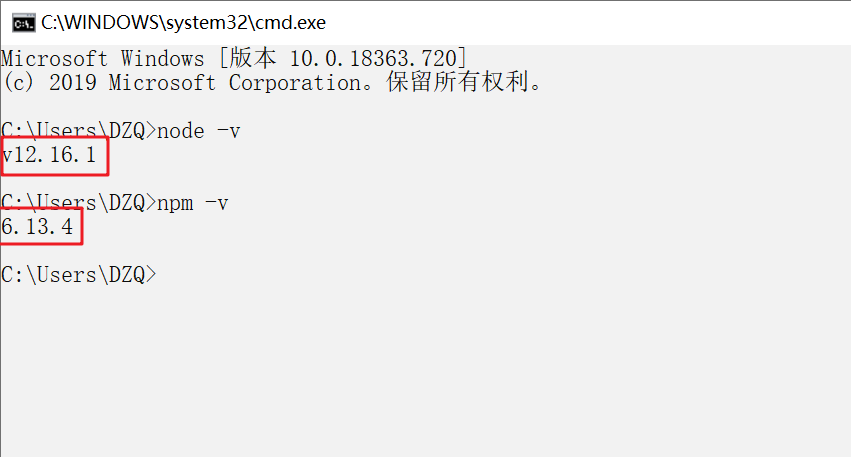 C:\WINDOWS\system32\cmd.exe
Microsoft Windows [版本 10.0.18363.720]
(c) 2019 Microsoft Corporation。保留所有权利。
C:\Users\DZQ>node -v
v12.16.1
C:\Users\DZQ>npm -v
6.13.4
C:\Users\DZQ>